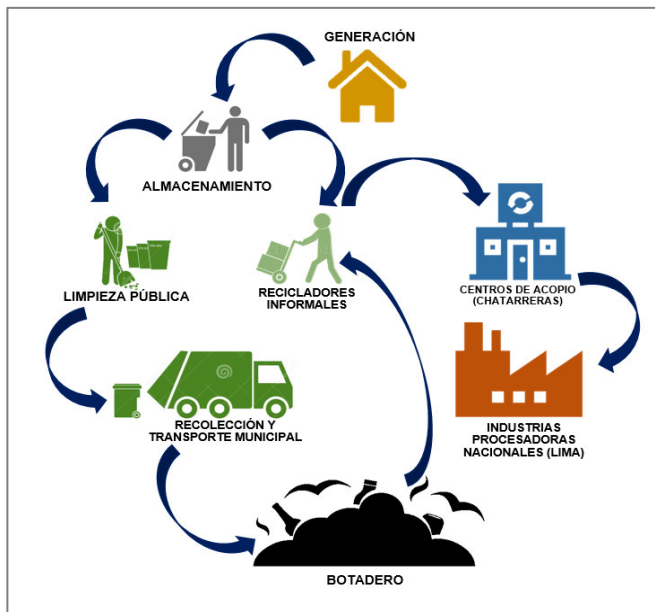 GENERACIÓN
ALMACENAMIENTO
LIMPIEZA PÚBLICA
RECICLADORES
INFORMALES
CENTROS DE ACOPIO
(CHATARRERAS)
RECOLECCIÓN Y
TRANSPORTE MUNICIPAL
INDUSTRIAS
PROCESADORAS
NACIONALES (LIMA)
BOTADERO